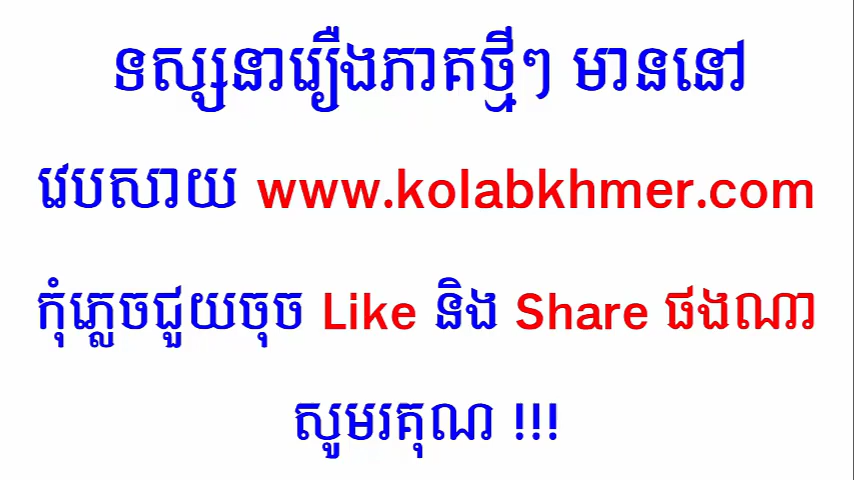 ទស្សនារឿងភាគថ្មីៗ មាននៅ
វេបសាយ www.kolabkhmer.com
កុំភ្លេចជួយចុច Like និង Share ផងណា
សូមរគុណ !!!